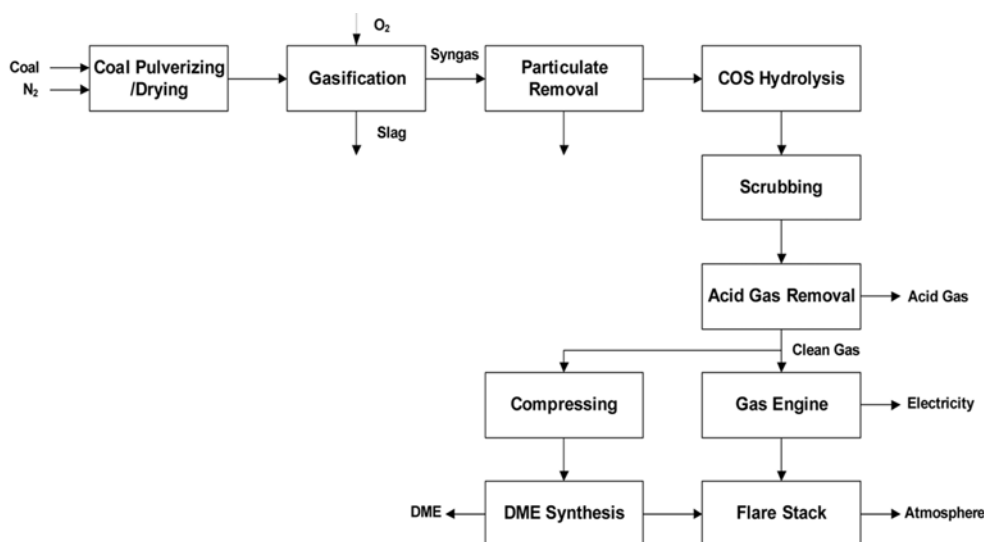 O₂
Coal
N₂
Coal Pulverizing
/Drying
Gasification
Syngas
Particulate
Removal
COS Hydrolysis
Slag
Scrubbing
Acid Gas Removal
Acid Gas
Clean Gas
Compressing
Gas Engine
Electricity
DME
DME Synthesis
Flare Stack
Atmosphere